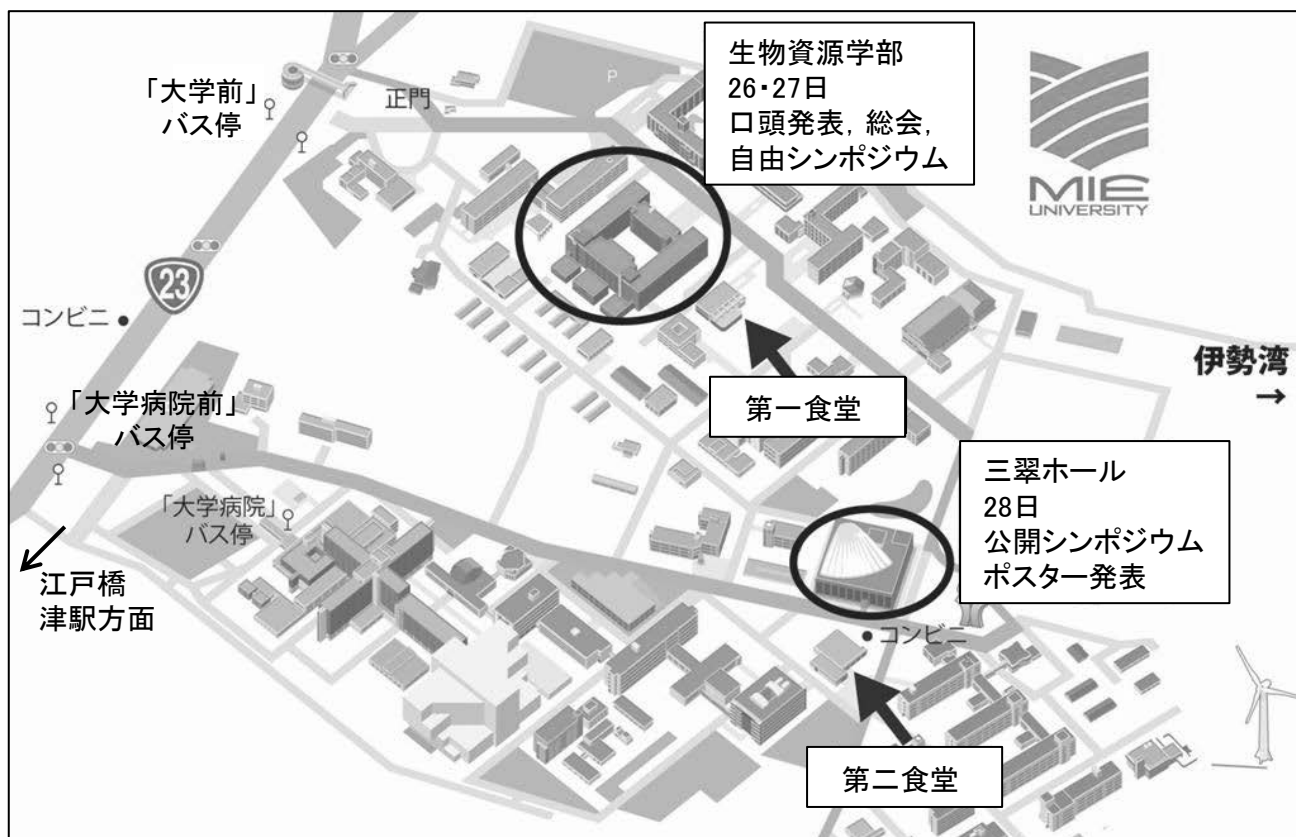 生物資源学部
26・27日
口頭発表，総会，
自由シンポジウム
MIE
UNIVERSITY
P
正門
「大学前」
バス停
23
コンビニ
伊勢湾
→
「大学病院前」
バス停
第一食堂
三翠ホール
28日
公開シンポジウム
ポスター発表
「大学病院」
バス停
江戸橋
津駅方面
コンビニ
第二食堂